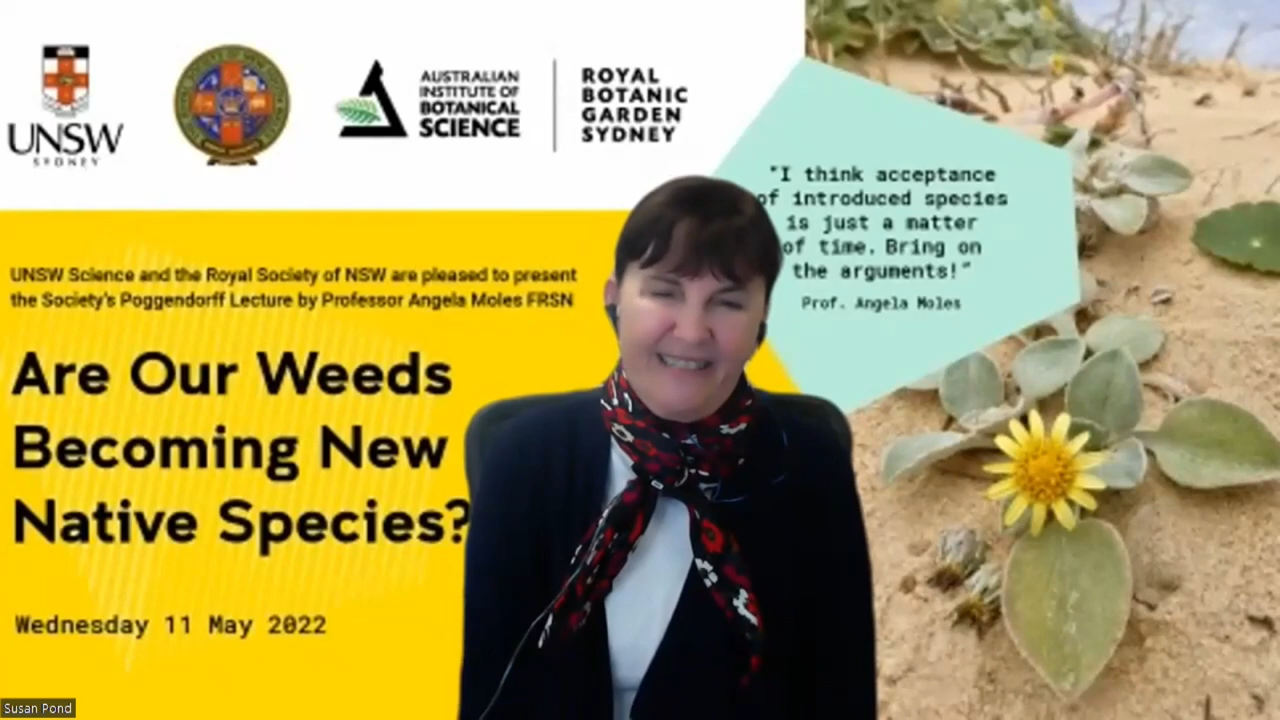 UNSW
SYDNEY
AUSTRALIAN
INSTITUTE OF
BOTANICAL
SCIENCE
ROYAL
BOTANIC
GARDEN
SYDNEY
"I think acceptance
of introduced species
is just a matter
of time. Bring on
the arguments!"
Prof. Angela Moles
UNSW Science and the Royal Society of NSW are pleased to present
the Society's Poggendorff Lecture by Professor Angela Moles FRSN
Are Our Weeds
Becoming New
Native Species?
Wednesday 11 May 2022
Susan Pond